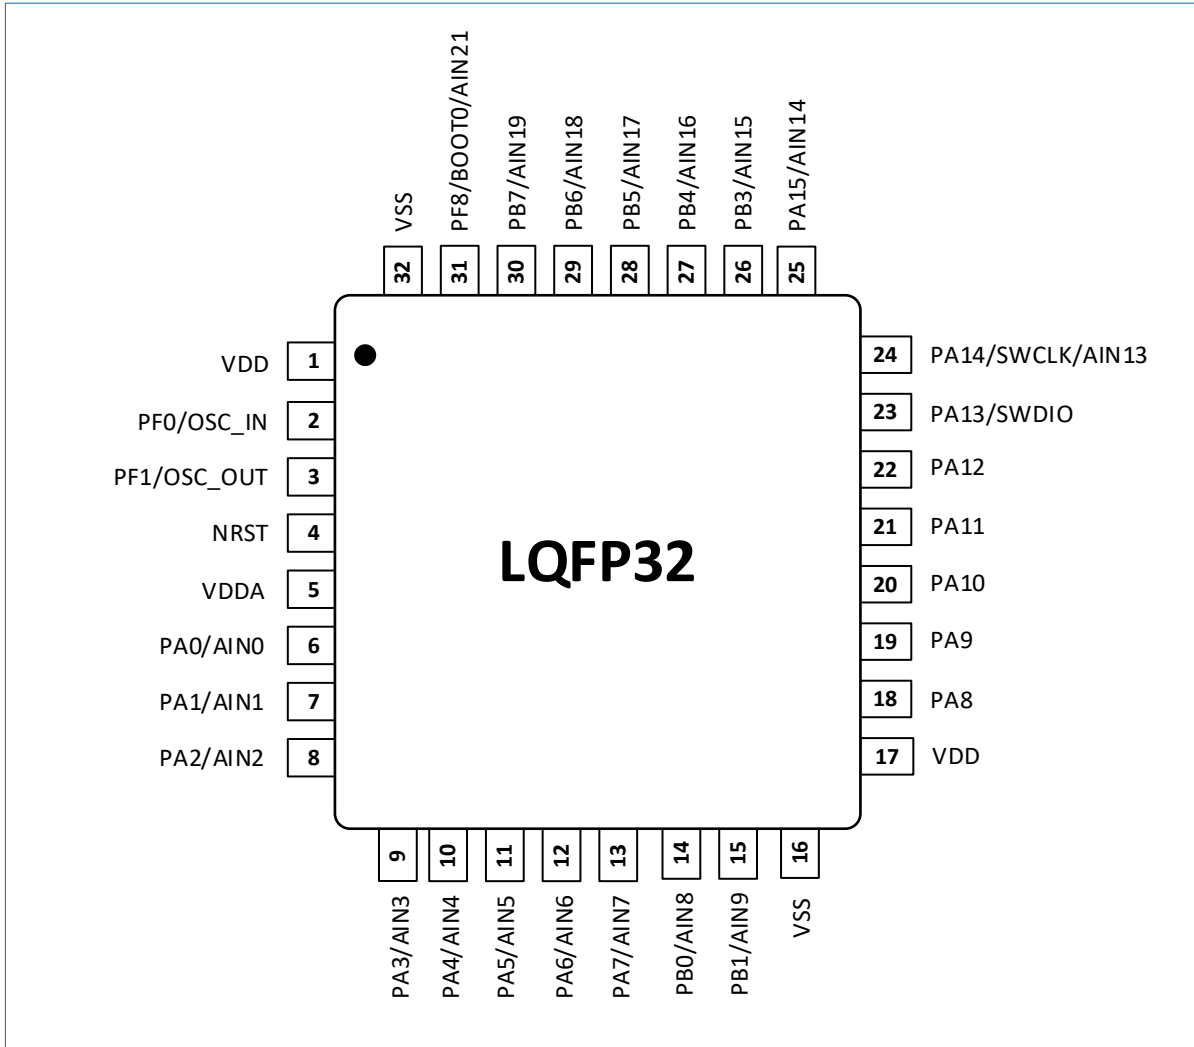 PF8/BOOT0/AIN21
PB7/AIN19
PB6/AIN18
PB5/AIN17
PB4/AIN16
PB3/AIN15
PA15/AIN14
VSS
32
31
30
29
28
27
26
25
VDD 1
PF0/OSC_IN 2
PF1/OSC_OUT 3
NRST 4
VDDA 5
PA0/AIN0 6
PA1/AIN1 7
PA2/AIN2 8
LQFP32
24 PA14/SWCLK/AIN13
23 PA13/SWDIO
22 PA12
21 PA11
20 PA10
19 PA9
18 PA8
17 VDD
9
10
11
12
13
14
15
16
PA3/AIN3
PA4/AIN4
PA5/AIN5
PA6/AIN6
PA7/AIN7
PB0/AIN8
PB1/AIN9
VSS